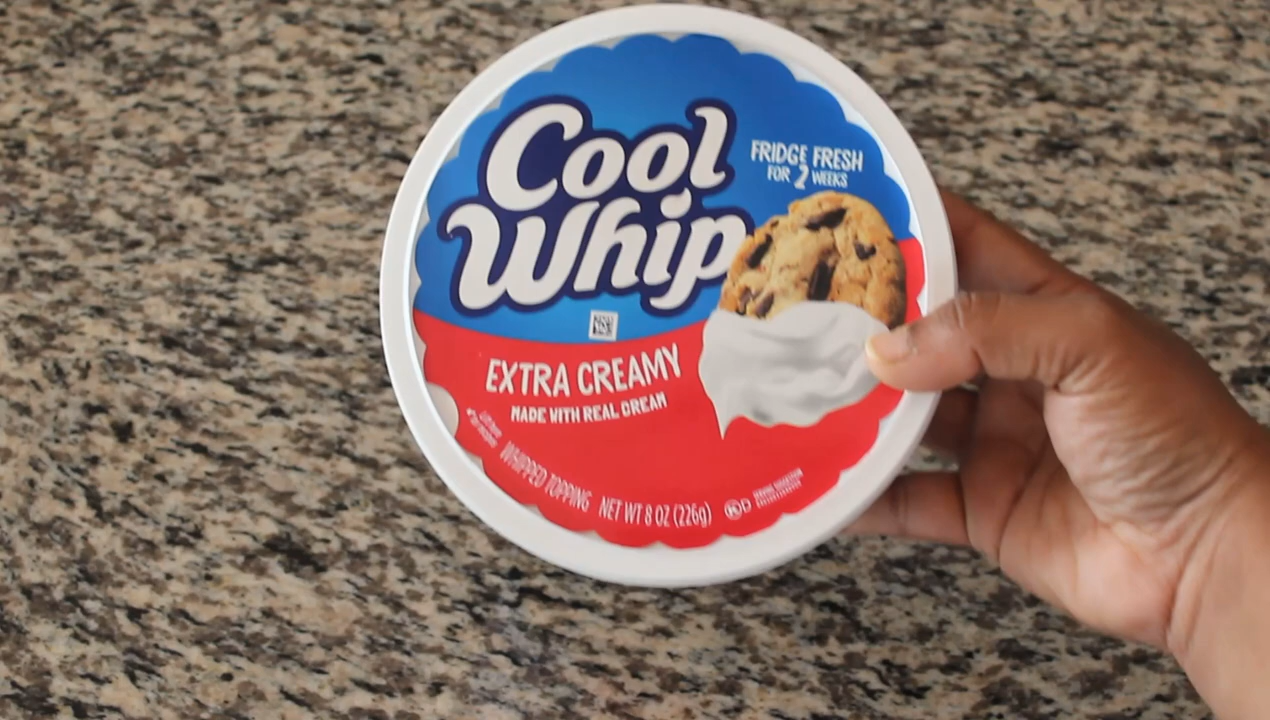 Cool
Whip
FRIDGE FRESH
FOR 2 WEEKS
EXTRA CREAMY
MADE WITH REAL CREAM
WHIPPED TOPPING NET WT 8 OZ (226g)
K D